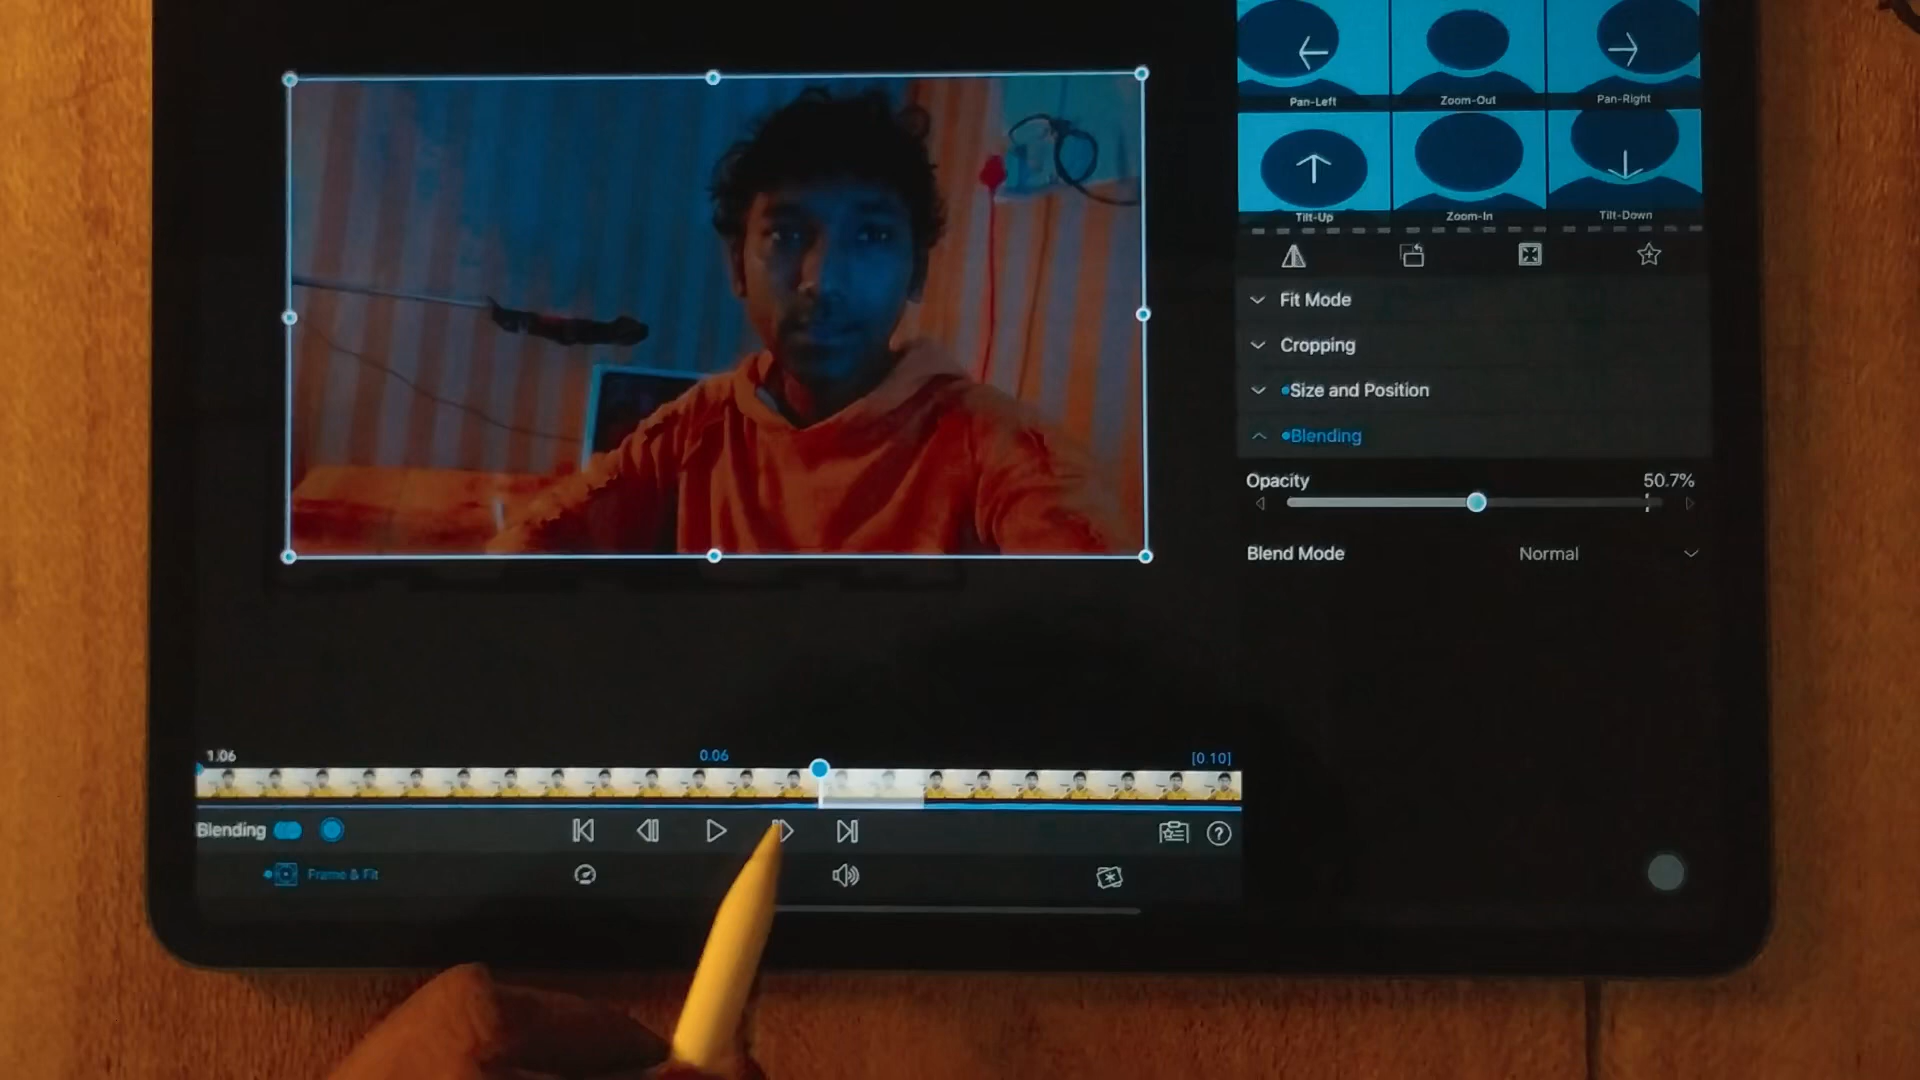 Pan-Left Zoom-Out Pan-Right
Tilt-Up Zoom-In Tilt-Down
Fit Mode
Cropping
Size and Position
Blending
Opacity 50.7%
Blend Mode Normal
1.06 0.06 [0.10]
Blending
Frame & Fit